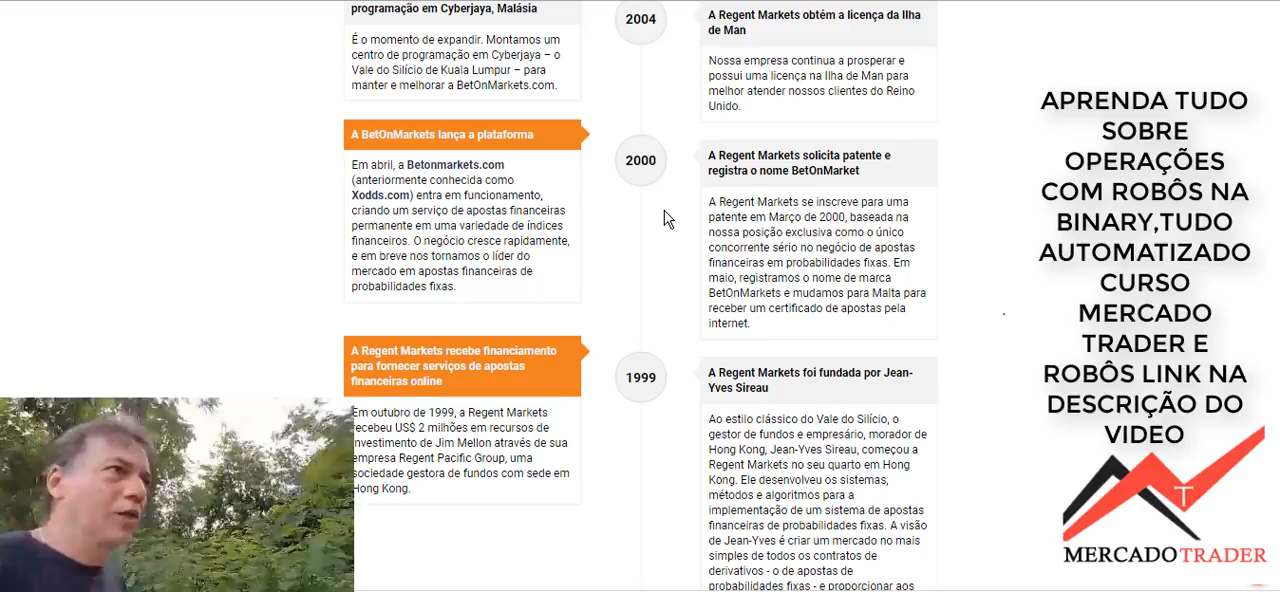 programação em Cyberjaya, Malásia
É o momento de expandir. Montamos um
centro de programação em Cyberjaya – o
Vale do Silício de Kuala Lumpur – para
manter e melhorar a BetOnMarkets.com.
2004
A Regent Markets obtém a licença da Ilha
de Man
Nossa empresa continua a prosperar e
possui uma licença na Ilha de Man para
melhor atender nossos clientes do Reino
Unido.
A BetOnMarkets lança a plataforma
Em abril, a Betonmarkets.com
(anteriormente conhecida como
Xodds.com) entra em funcionamento,
criando um serviço de apostas financeiras
permanente em uma variedade de índices
financeiros. O negócio cresce rapidamente,
e em breve nos tornamos o líder do
mercado em apostas financeiras de
probabilidades fixas.
2000
A Regent Markets solicita patente e
registra o nome BetOnMarket
A Regent Markets se inscreve para uma
patente em Março de 2000, baseada na
nossa posição exclusiva como o único
concorrente sério no negócio de apostas
financeiras em probabilidades fixas. Em
maio, registramos o nome de marca
BetOnMarkets e mudamos para Malta para
receber um certificado de apostas pela
internet.
A Regent Markets recebe financiamento
para fornecer serviços de apostas
financeiras online
Em outubro de 1999, a Regent Markets
recebeu US$ 2 milhões em recursos de
investimento de Jim Mellon através de sua
empresa Regent Pacific Group, uma
sociedade gestora de fundos com sede em
Hong Kong.
1999
A Regent Markets foi fundada por Jean-
Yves Sireau
Ao estilo clássico do Vale do Silício, o
gestor de fundos e empresário, morador de
Hong Kong, Jean-Yves Sireau, começou a
Regent Markets no seu quarto em Hong
Kong. Ele desenvolveu os sistemas,
métodos e algoritmos para a
implementação de um sistema de apostas
financeiras de probabilidades fixas. A visão
de Jean-Yves é criar um mercado no mais
simples de todos os contratos de
derivativos - o de apostas de
probabilidades fixas - e proporcionar aos
APRENDA TUDO
SOBRE
OPERAÇÕES
COM ROBÔS NA
BINARY,TUDO
AUTOMATIZADO
CURSO
MERCADO
TRADER E
ROBÔS LINK NA
DESCRIÇÃO DO
VIDEO
T
MERCADOTRADER